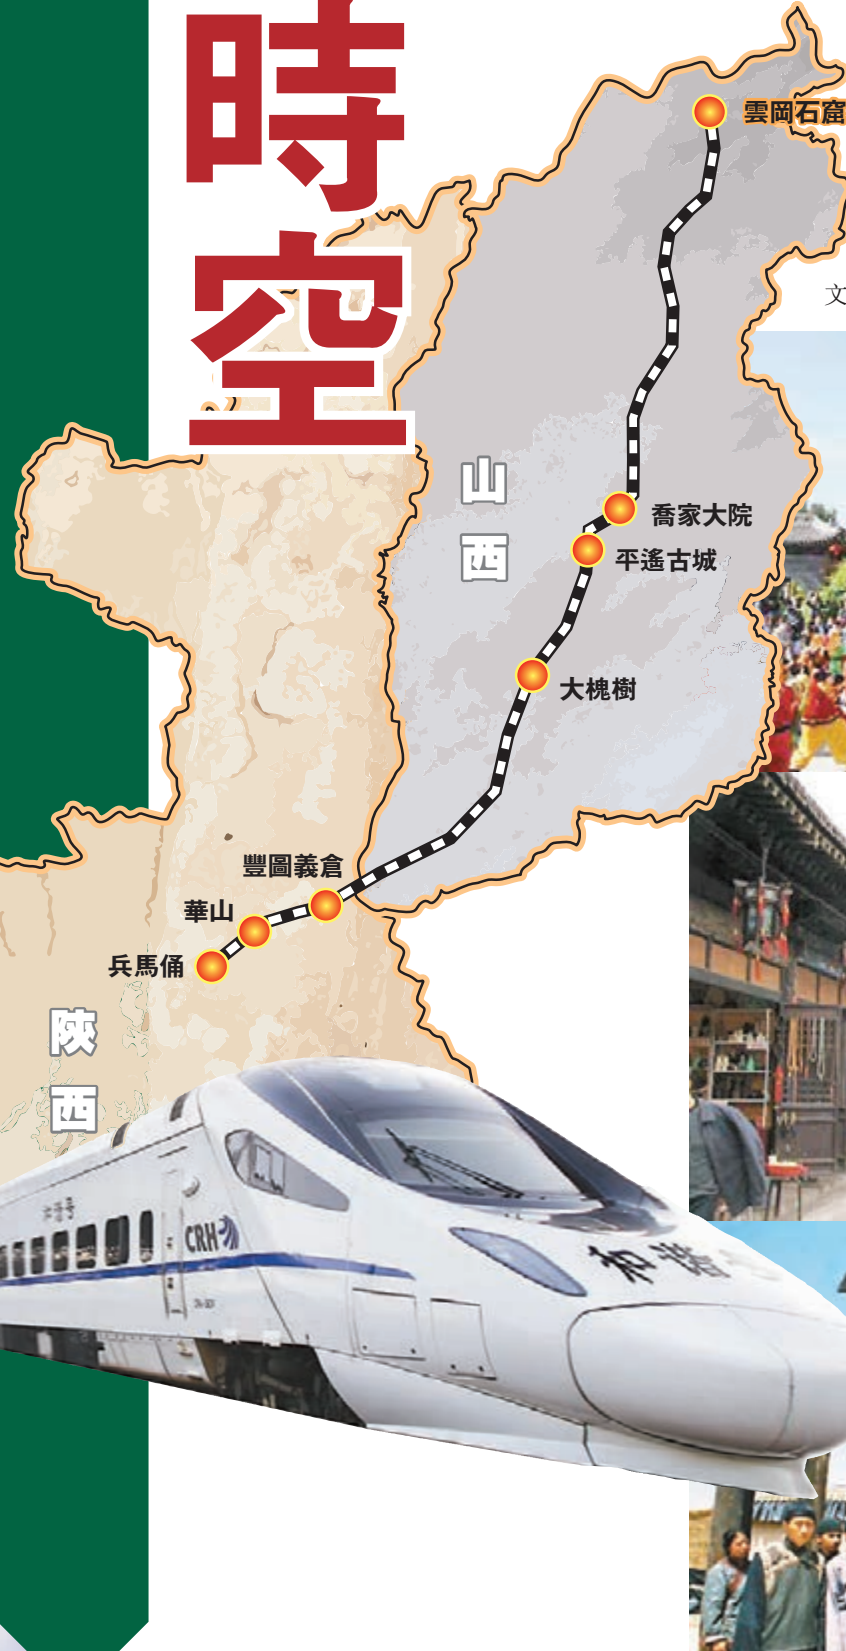 時
空
雲岡石窟
文
山
西
喬家大院
平遙古城
大槐樹
豐圖義倉
華山
兵馬俑
陝
西
CRH
和谐